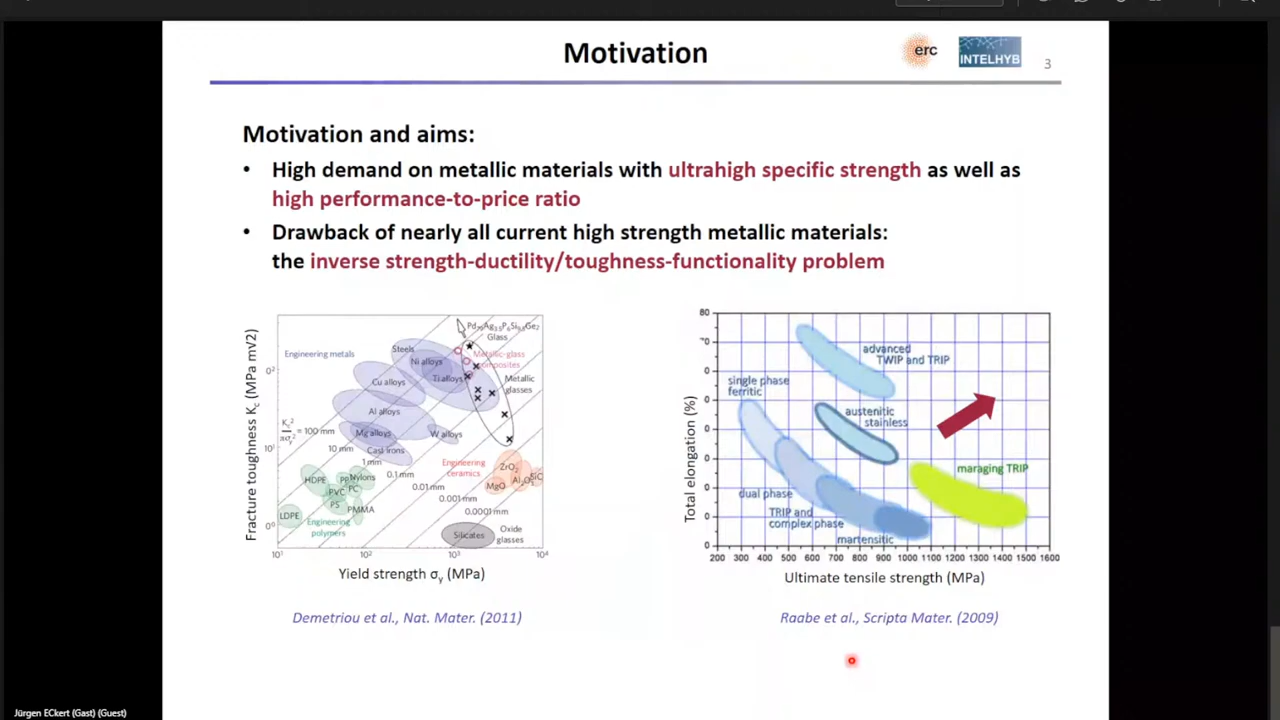 Motivation
erc
INTELHYB
3
Motivation and aims:
• High demand on metallic materials with ultrahigh specific strength as well as
high performance-to-price ratio
• Drawback of nearly all current high strength metallic materials:
the inverse strength-ductility/toughness-functionality problem
Fracture toughness Kc (MPa mv2)
Engineering metals
Steels
Ni alloys
Ti alloys
Cu alloys
Al alloys
Mg alloys
W alloys
Cast irons
Glass
Metallic-glass
composites
Metallic
glasses
= 100 mm
10 mm
1 mm
0.1 mm
0.01 mm
0.001 mm
0.0001 mm
Engineering
ceramics
ZrO2
MgO
Al2O3
SiC
HDPE
PP
Nylons
PVC
PC
PS
PMMA
LDPE
Engineering
polymers
Silicates
Oxide
glasses
10¹ 10² 10³ 10⁴
Yield strength σy (MPa)
Demetriou et al., Nat. Mater. (2011)
Total elongation (%)
80
advanced
TWIP and TRIP
single phase
ferritic
austenitic
stainless
maraging TRIP
dual phase
TRIP and
complex phase
martensitic
200 300 400 500 600 700 800 900 1000 1100 1200 1300 1400 1500 1600
Ultimate tensile strength (MPa)
Raabe et al., Scripta Mater. (2009)
Jürgen ECkert (Gast) (Guest)